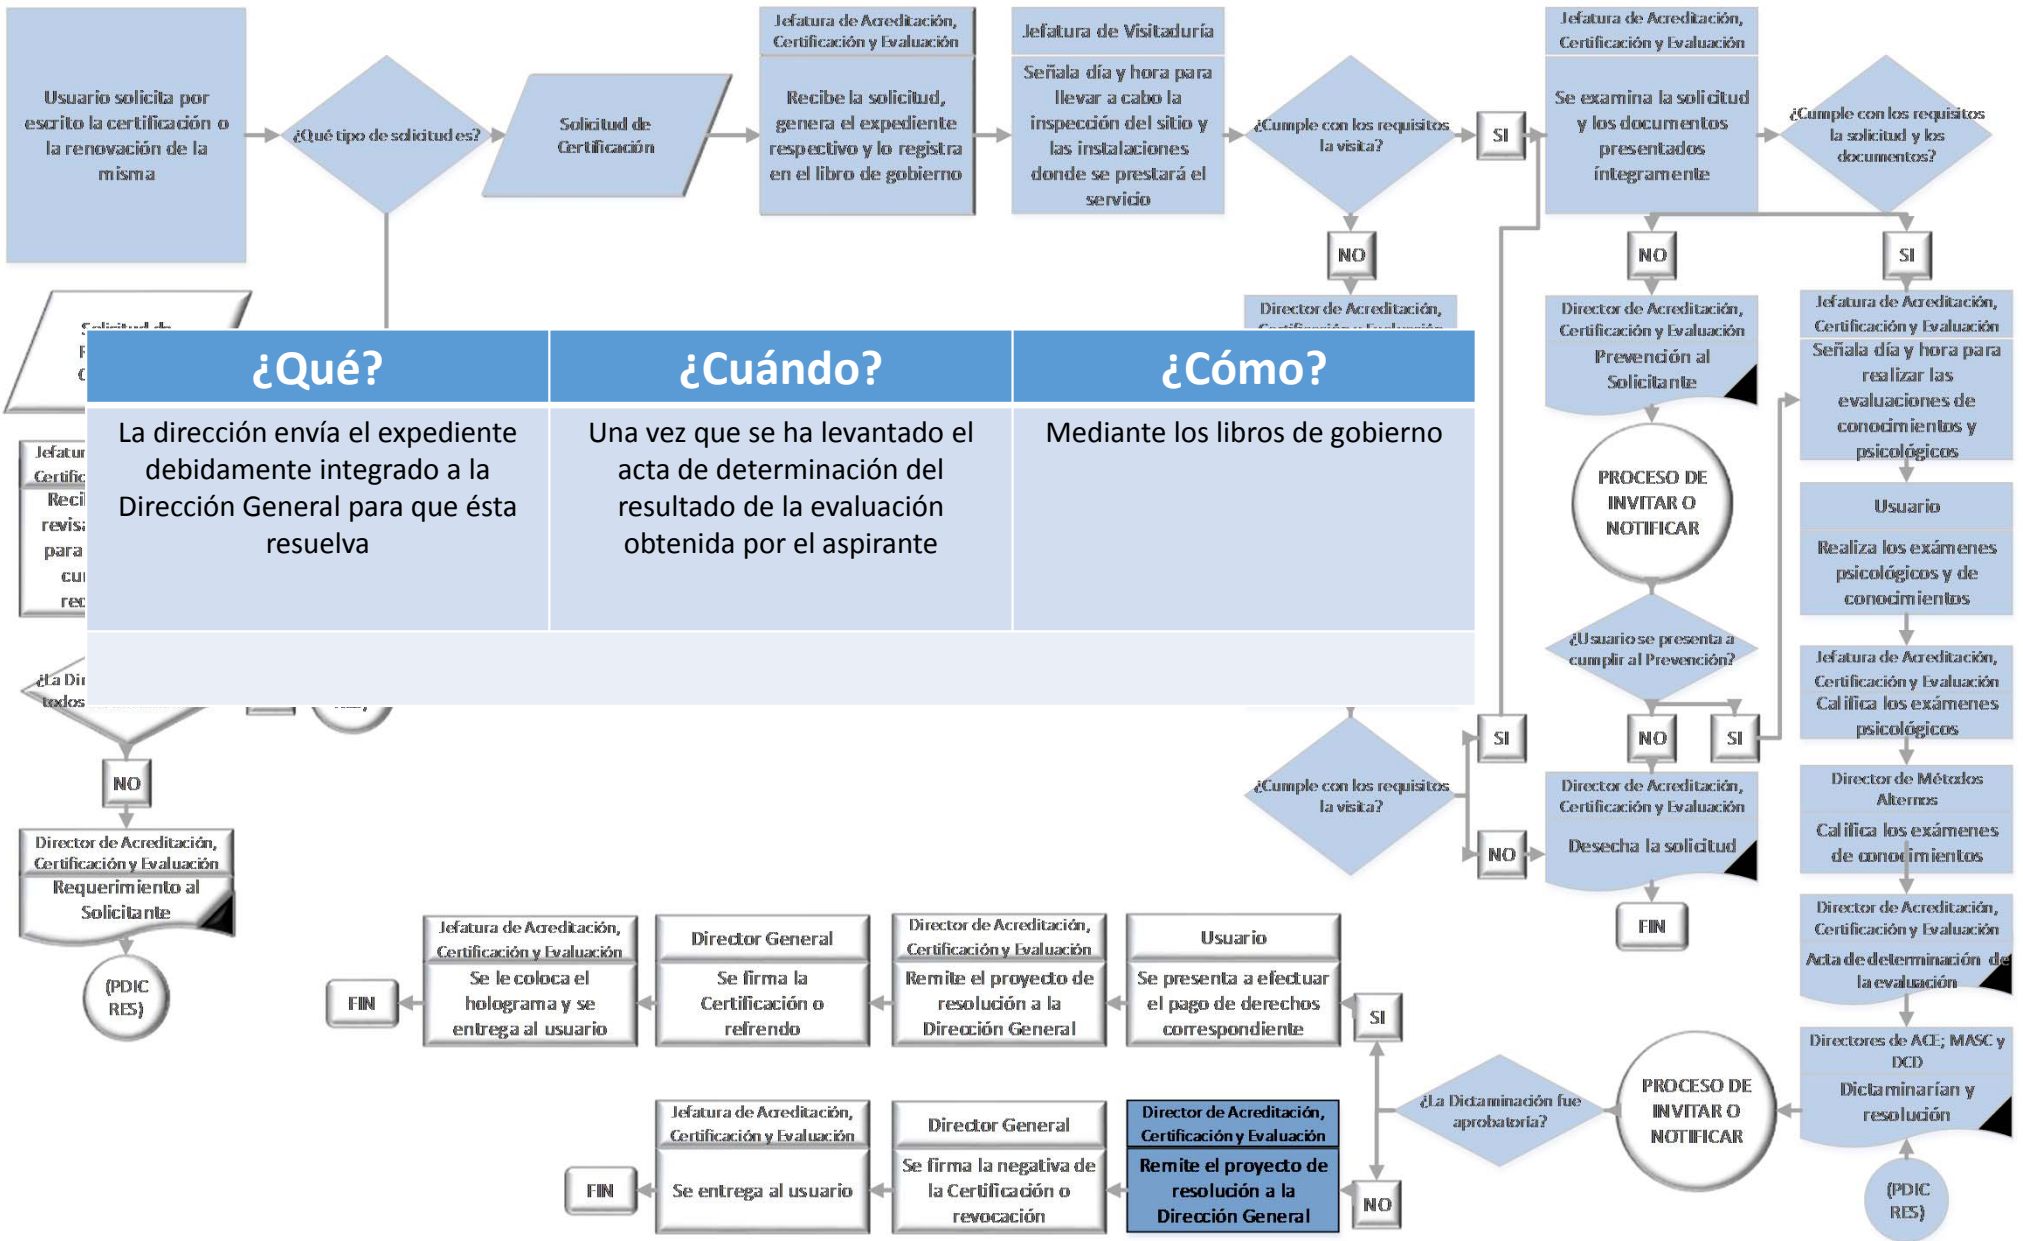 Usuario solicita por
escrito la certificación o
la renovación de la
misma
¿Qué tipo de solicitud es?
Solicitud de
Certificación
Jefatura de Acreditación,
Certificación y Evaluación
Recibe la solicitud,
genera el expediente
respectivo y lo registra
en el libro de gobierno
Jefatura de Visitaduría
Señala día y hora para
llevar a cabo la
inspección del sitio y
las instalaciones
donde se prestará el
servicio
¿Cumple con los requisitos
la visita?
SI
Jefatura de Acreditación,
Certificación y Evaluación
Se examina la solicitud
y los documentos
presentados
íntegramente
¿Cumple con los requisitos
la solicitud y los
documentos?
NO
NO
SI
Director de Acreditación,
Director de Acreditación,
Certificación y Evaluación
Prevención al
Solicitante
Jefatura de Acreditación,
Certificación y Evaluación
Señala día y hora para
realizar las
evaluaciones de
conocimientos y
psicológicos
Solicitud de
¿Qué?
¿Cuándo?
¿Cómo?
La dirección envía el expediente
debidamente integrado a la
Dirección General para que ésta
resuelva
Una vez que se ha levantado el
acta de determinación del
resultado de la evaluación
obtenida por el aspirante
Mediante los libros de gobierno
para
¿La
todos
PROCESO DE
INVITAR O
NOTIFICAR
Usuario
Realiza los exámenes
psicológicos y de
conocimientos
¿Usuario se presenta a
cumplir al Prevención?
Jefatura de Acreditación,
Certificación y Evaluación
Califica los exámenes
psicológicos
SI
NO
SI
NO
¿Cumple con los requisitos
la visita?
NO
Director de Acreditación,
Certificación y Evaluación
Desecha la solicitud
FIN
Director de Métodos
Alternos
Califica los exámenes
de conocimientos
Director de Acreditación,
Certificación y Evaluación
Requerimiento al
Solicitante
(PDIC
RES)
Director de Acreditación,
Certificación y Evaluación
Acta de determinación de
la evaluación
FIN
Jefatura de Acreditación,
Certificación y Evaluación
Se le coloca el
holograma y se
entrega al usuario
Director General
Se firma la
Certificación o
refrendo
Director de Acreditación,
Certificación y Evaluación
Remite el proyecto de
resolución a la
Dirección General
Usuario
Se presenta a efectuar
el pago de derechos
correspondiente
SI
Directores de ACE; MASC y
DCD
Dictaminarían y
resolución
PROCESO DE
INVITAR O
NOTIFICAR
¿La Dictaminación fue
aprobatoria?
FIN
Jefatura de Acreditación,
Certificación y Evaluación
Se entrega al usuario
Director General
Se firma la negativa de
la Certificación o
revocación
Director de Acreditación,
Certificación y Evaluación
Remite el proyecto de
resolución a la
Dirección General
NO
(PDIC
RES)